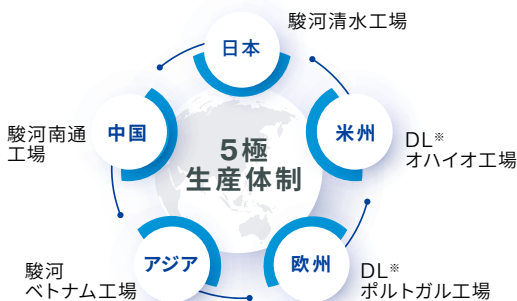 日本
駿河清水工場
中国
駿河南通
工場
5極
生産体制
米州
DL※
オハイオ工場
アジア
駿河
ベトナム工場
欧州
DL※
ポルトガル工場